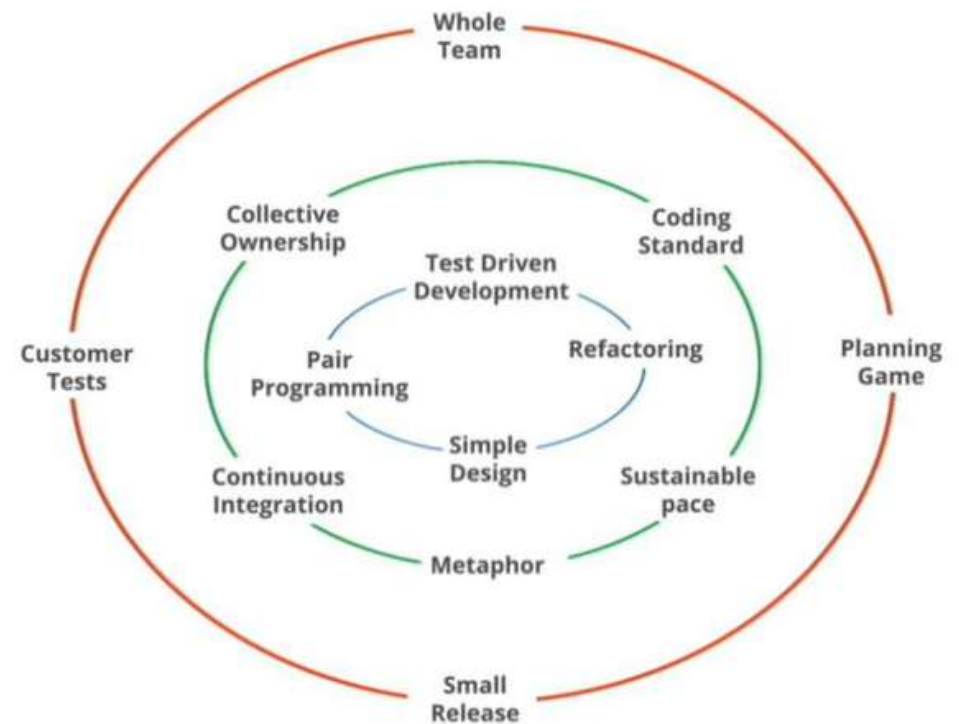 Whole
Team
Collective
Ownership
Coding
Standard
Test Driven
Development
Customer
Tests
Pair
Programming
Refactoring
Planning
Game
Simple
Design
Continuous
Integration
Sustainable
pace
Metaphor
Small
Release